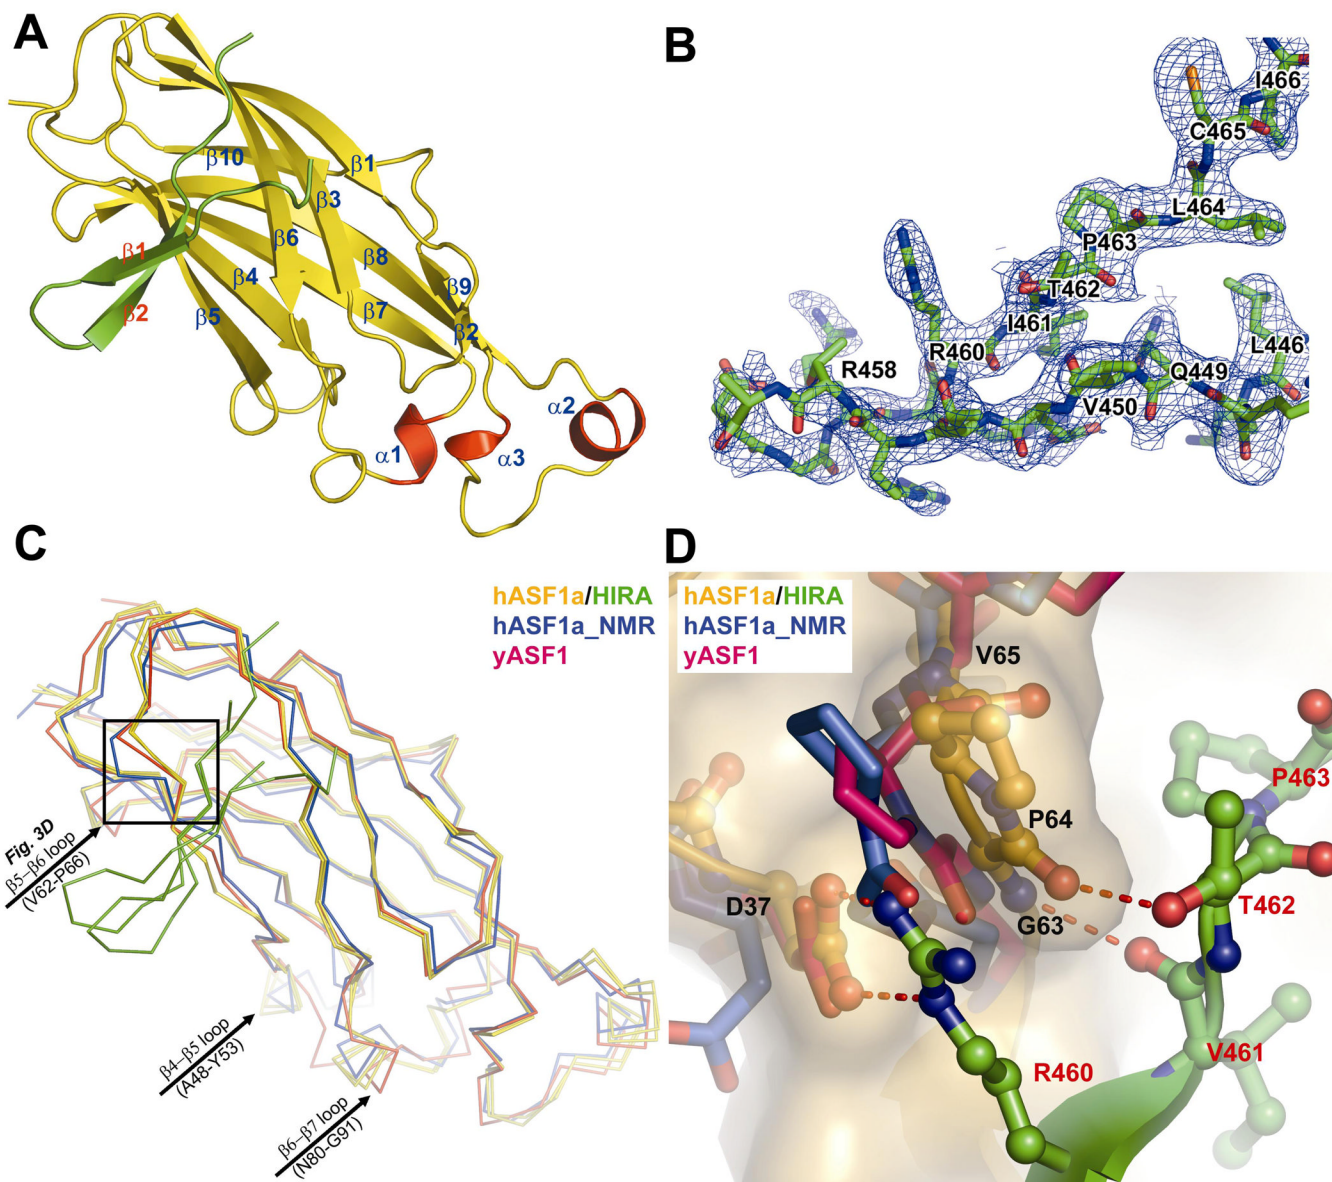 A
β10
β1
β3
β6
β8
β1
β4
β9
β2
β5
β7
β2
α2
α1
α3
B
I466
C465
L464
P463
T462
I461
L446
R458
R460
Q449
V450
C
hASF1a/HIRA
hASF1a_NMR
yASF1
Fig. 3D
β5–β6 loop
(V62-P66)
β4–β5 loop
(A48-Y53)
β6–β7 loop
(N80-G91)
D
hASF1a/HIRA
hASF1a_NMR
yASF1
V65
P463
P64
D37
G63
T462
V461
R460